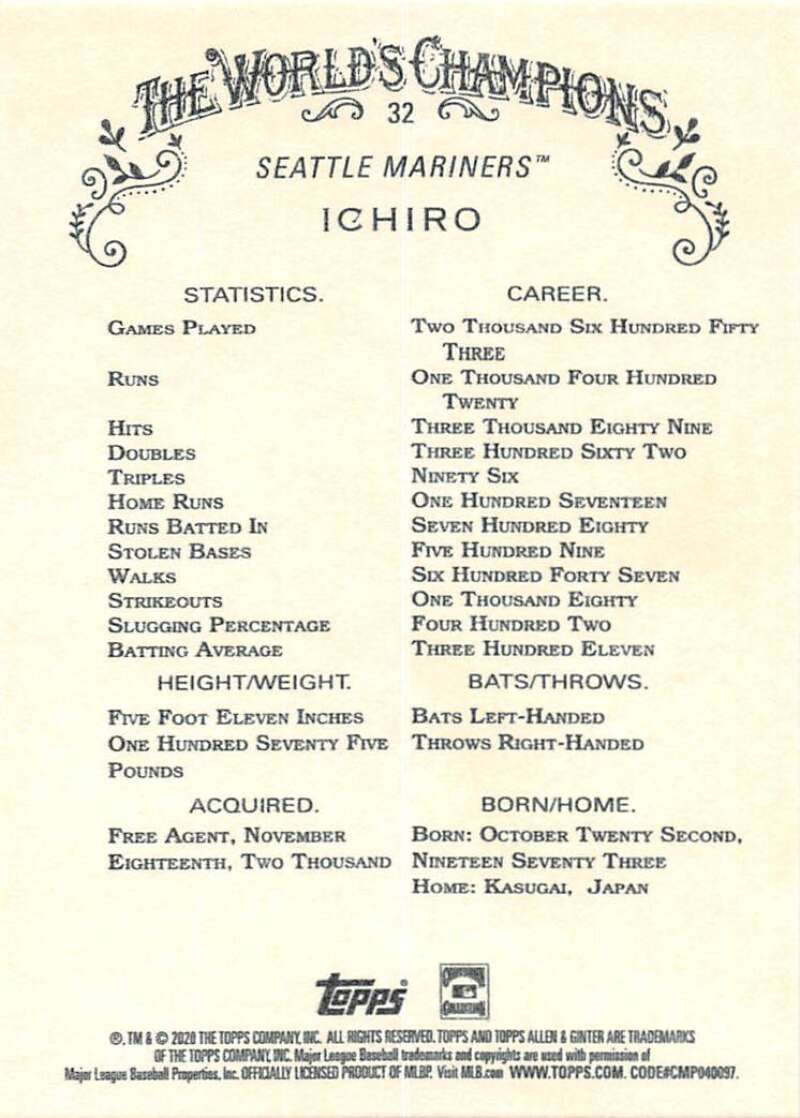 THE WORLD'S CHAMPIONS
32
SEATTLE MARINERS™
ICHIRO
STATISTICS. CAREER.
GAMES PLAYED TWO THOUSAND SIX HUNDRED FIFTY
THREE
RUNS ONE THOUSAND FOUR HUNDRED
TWENTY
HITS THREE THOUSAND EIGHTY NINE
DOUBLES THREE HUNDRED SIXTY TWO
TRIPLES NINETY SIX
HOME RUNS ONE HUNDRED SEVENTEEN
RUNS BATTED IN SEVEN HUNDRED EIGHTY
STOLEN BASES FIVE HUNDRED NINE
WALKS SIX HUNDRED FORTY SEVEN
STRIKEOUTS ONE THOUSAND EIGHTY
SLUGGING PERCENTAGE FOUR HUNDRED TWO
BATTING AVERAGE THREE HUNDRED ELEVEN
HEIGHT/WEIGHT. BATS/THROWS.
FIVE FOOT ELEVEN INCHES BATS LEFT-HANDED
ONE HUNDRED SEVENTY FIVE THROWS RIGHT-HANDED
POUNDS
ACQUIRED. BORN/HOME.
FREE AGENT, NOVEMBER BORN: OCTOBER TWENTY SECOND,
EIGHTEENTH, TWO THOUSAND NINETEEN SEVENTY THREE
HOME: KASUGAI, JAPAN
Topps®
®, TM & © 2020 THE TOPPS COMPANY, INC. ALL RIGHTS RESERVED. TOPPS AND TOPPS ALLEN & GINTER ARE TRADEMARKS
OF THE TOPPS COMPANY, INC. Major League Baseball trademarks and copyrights are used with permission of
Major League Baseball Properties, Inc. OFFICIALLY LICENSED PRODUCT OF MLBP. Visit MLB.com WWW.TOPPS.COM. CODE#CMP040097.